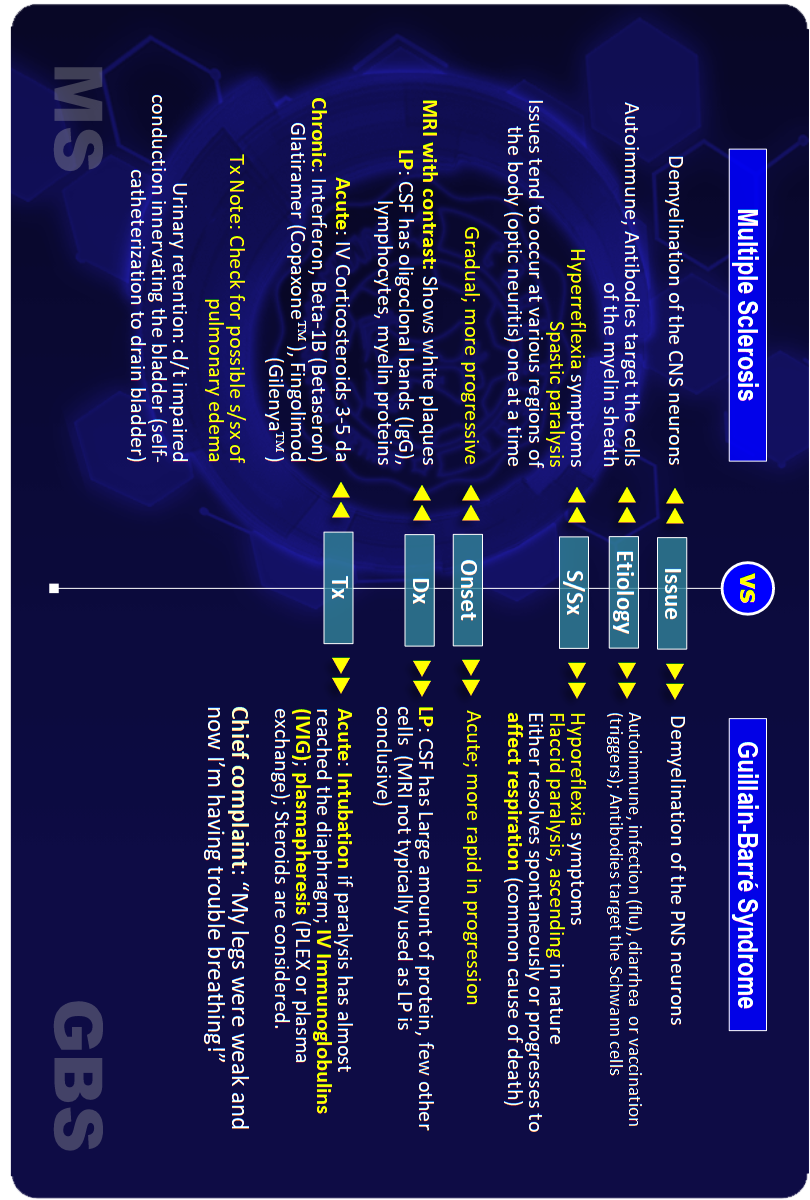 Multiple Sclerosis
vs
Guillain-Barré Syndrome
Demyelination of the CNS neurons
Issue
Demyelination of the PNS neurons
Autoimmune; Antibodies target the cells
of the myelin sheath
Etiology
Autoimmune, infection (flu), diarrhea or vaccination
(triggers); Antibodies target the Schwann cells
Hyperreflexia symptoms
Spastic paralysis
Issues tend to occur at various regions of
the body (optic neuritis) one at a time
S/Sx
Hyporeflexia symptoms
Flaccid paralysis, ascending in nature
Either resolves spontaneously or progresses to
affect respiration (common cause of death)
Gradual; more progressive
Onset
Acute; more rapid in progression
MRI with contrast: Shows white plaques
LP: CSF has oligoclonal bands (IgG),
lymphocytes, myelin proteins
Dx
LP: CSF has Large amount of protein, few other
cells (MRI not typically used as LP is
conclusive)
Acute: IV Corticosteroids 3-5 da
Chronic: Interferon, Beta-1B (Betaseron)
Glatiramer (Copaxone™), Fingolimod
(Gilenya™)
Tx
Acute: Intubation if paralysis has almost
reached the diaphragm; IV Immunoglobulins
(IVIG); plasmapheresis (PLEX or plasma
exchange); Steroids are considered.
Tx Note: Check for possible s/sx of
pulmonary edema
Urinary retention: d/t impaired
conduction innervating the bladder (self-
catheterization to drain bladder)
Chief complaint: “My legs were weak and
now I’m having trouble breathing!”
MS
GBS